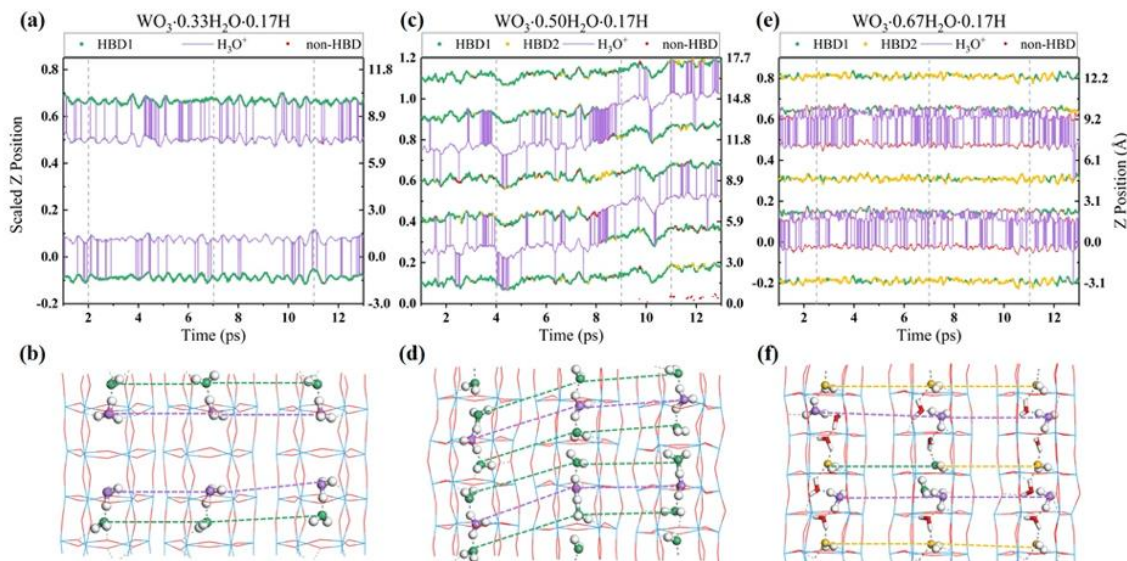 (a) WO₃·0.33H₂O·0.17H
HBD1 H₃O⁺ non-HBD
Scaled Z Position
0.8
0.6
0.4
0.2
0.0
-0.2
11.8
8.9
5.9
3.0
0.0
-3.0
2 4 6 8 10 12
Time (ps)
(c) WO₃·0.50H₂O·0.17H
HBD1 HBD2 H₃O⁺ non-HBD
1.2
1.0
0.8
0.6
0.4
0.2
0.0
17.7
14.8
11.8
8.9
5.9
3.0
0.0
2 4 6 8 10 12
Time (ps)
(e) WO₃·0.67H₂O·0.17H
HBD1 HBD2 H₃O⁺ non-HBD
0.8
0.6
0.4
0.2
0.0
-0.2
12.2
9.2
6.1
3.1
0.0
-3.1
Z Position (Å)
2 4 6 8 10 12
Time (ps)
(b)
(d)
(f)